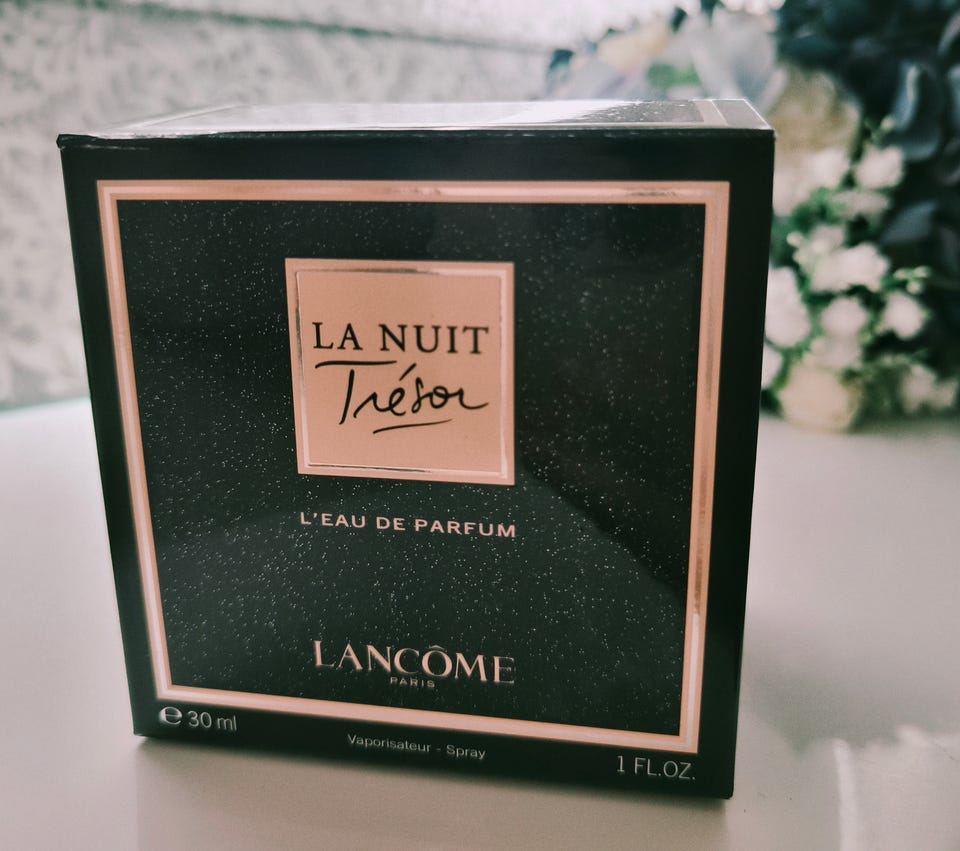 LA NUIT
Trésor
L'EAU DE PARFUM
LANCÔME
PARIS
℮ 30 ml
Vaporisateur - Spray
1 FL.OZ.